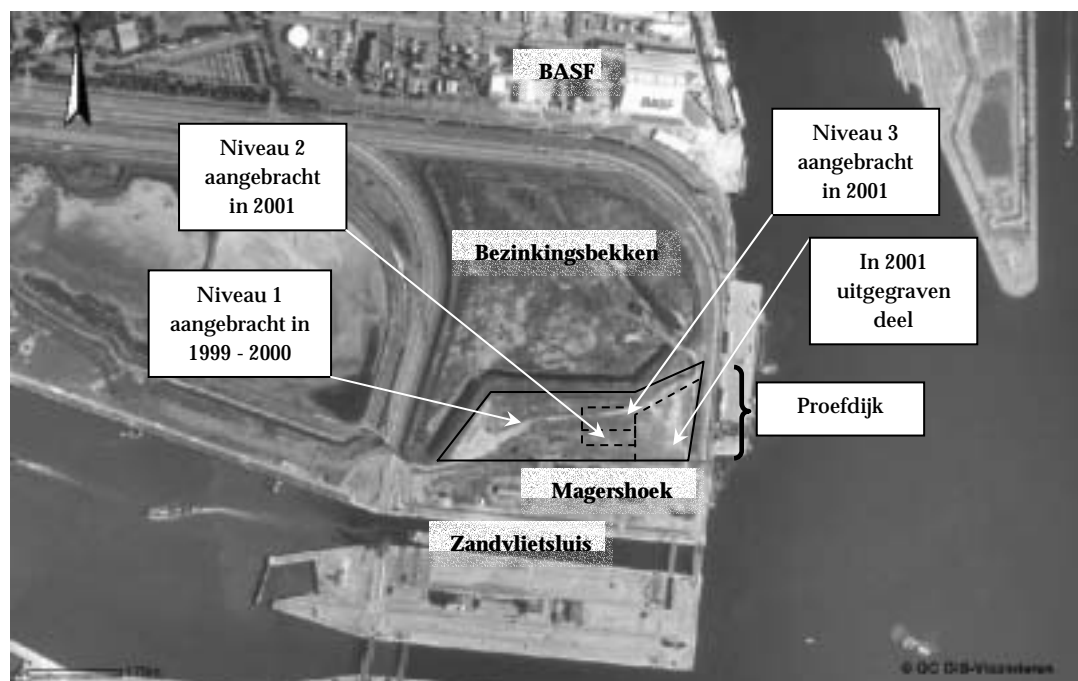 BASF
BASF
Niveau 2
aangebracht
in 2001
Niveau 3
aangebracht
in 2001
Bezinkingsbekken
In 2001
uitgegraven
deel
Niveau 1
aangebracht in
1999 - 2000
Proefdijk
Magershoek
Zandvlietsluis
© OC GIS-Vlaanderen